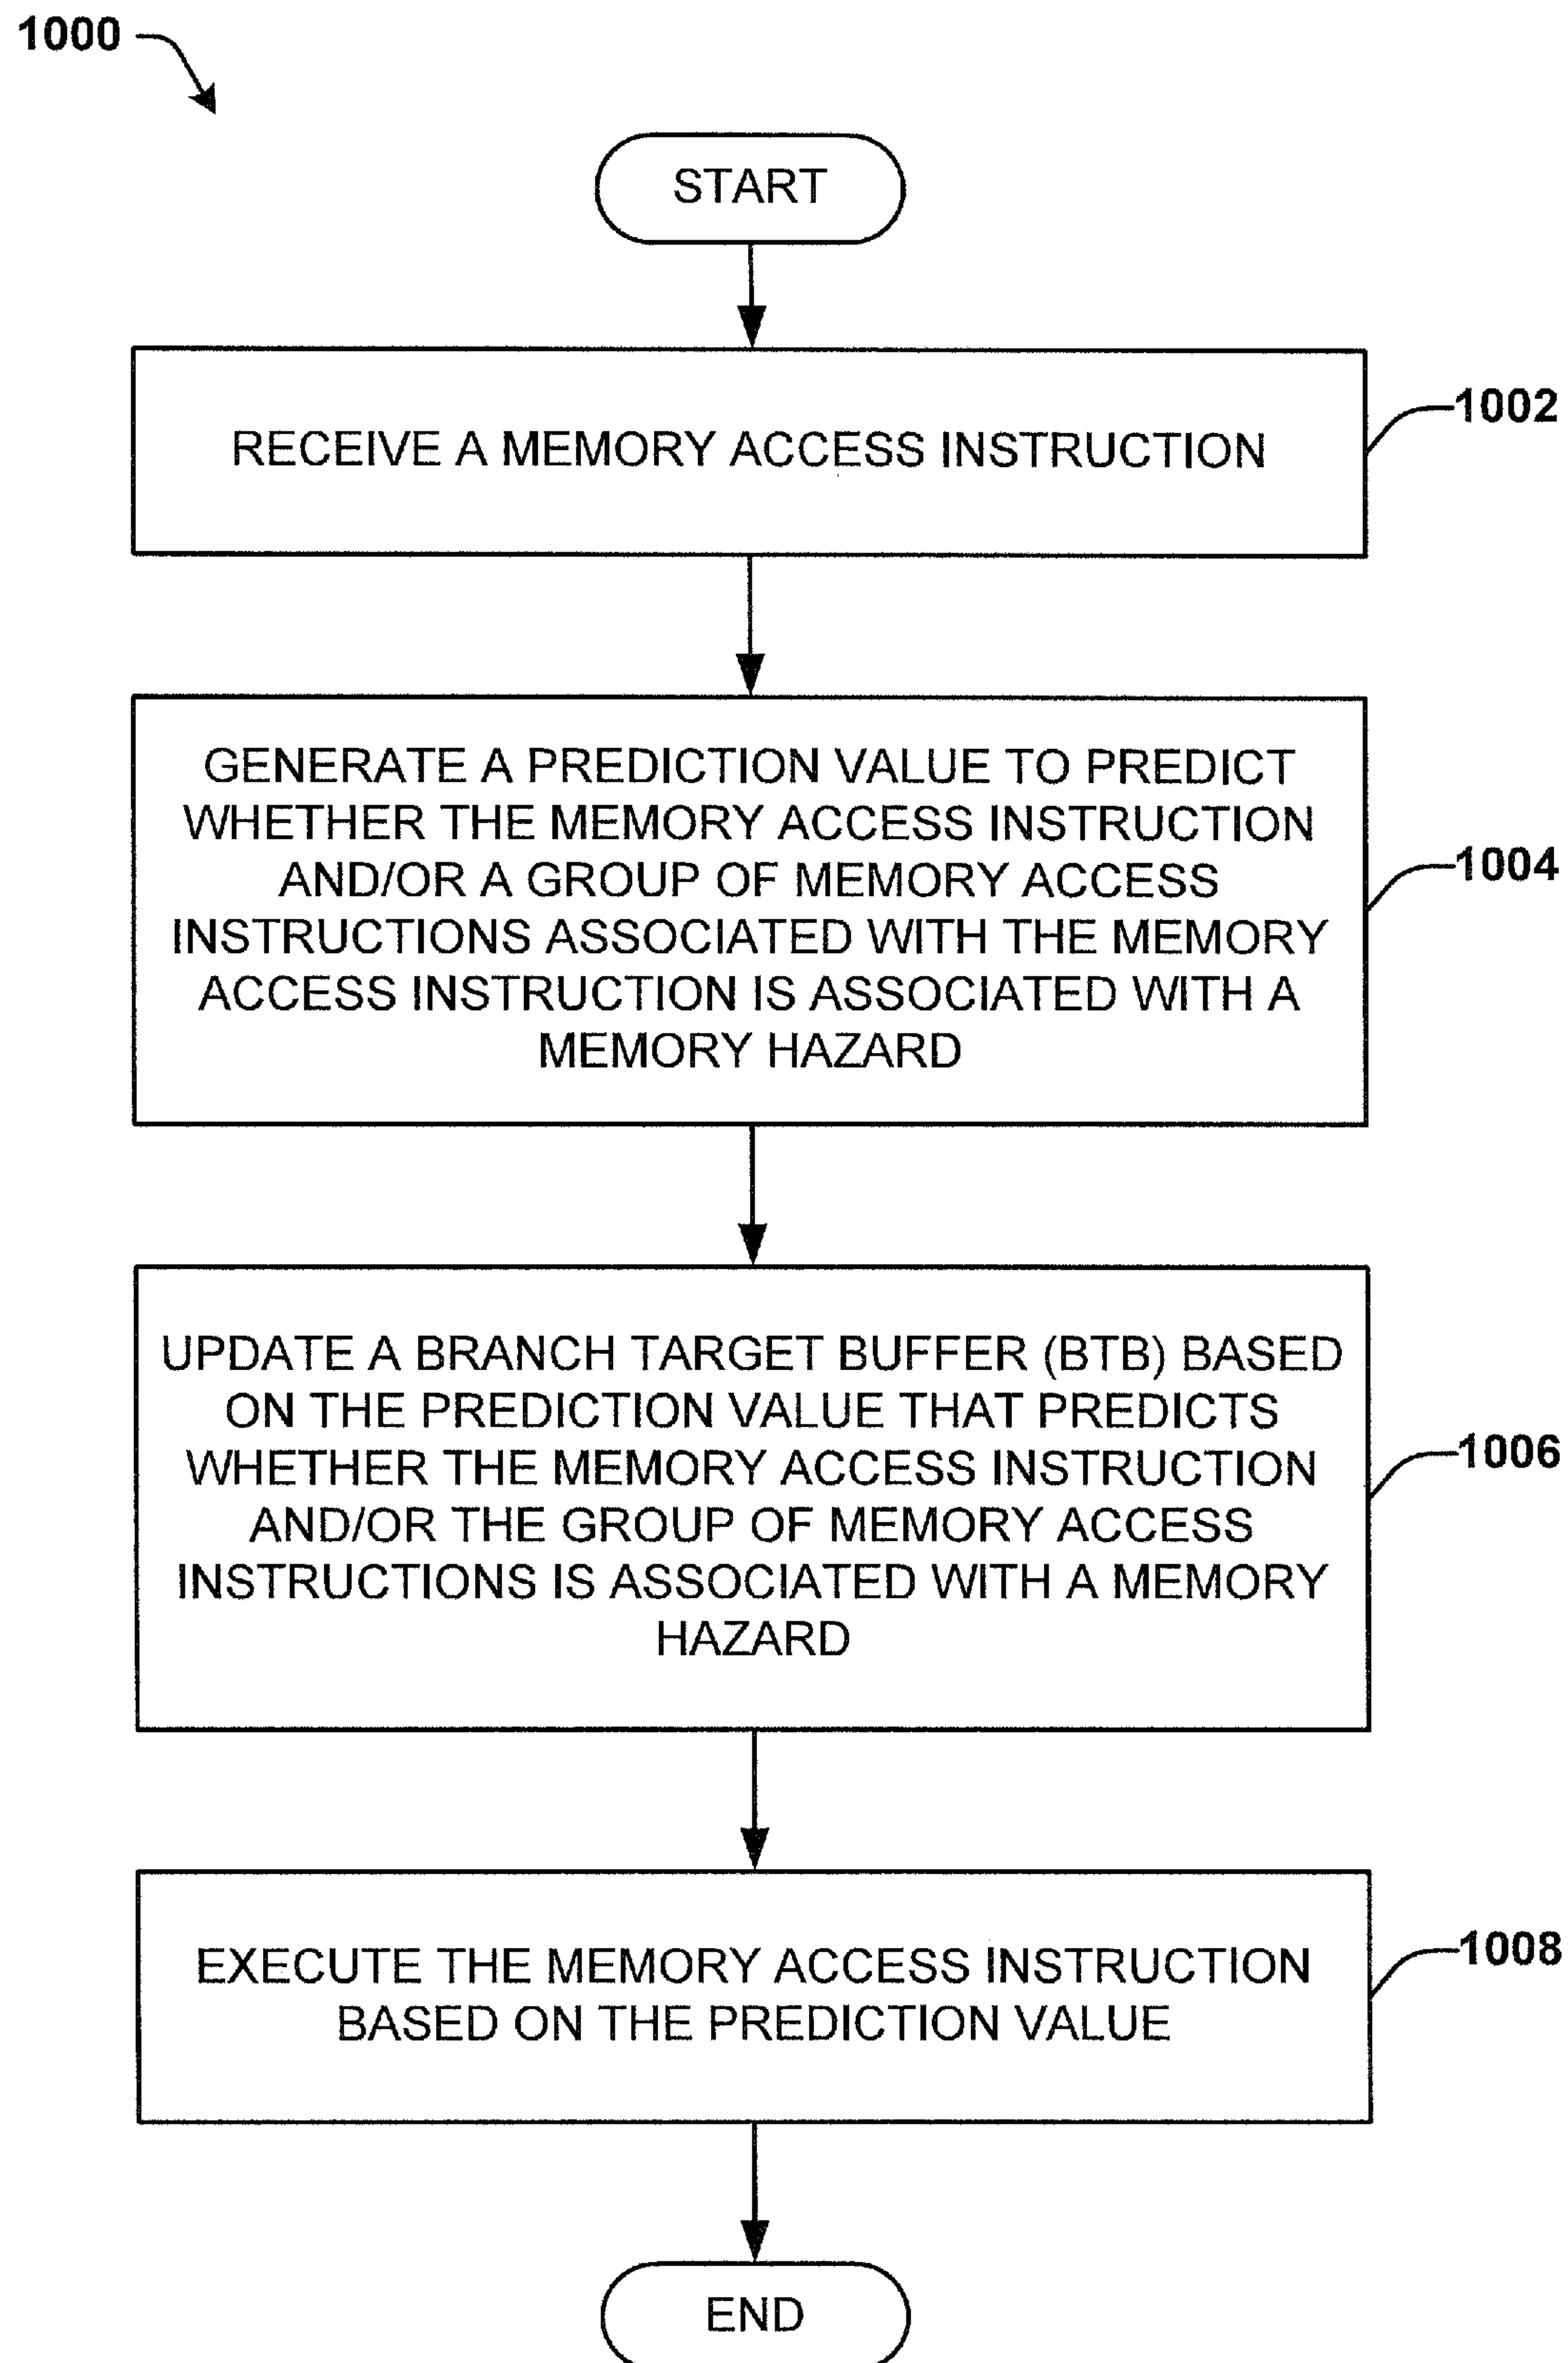 1000
START
RECEIVE A MEMORY ACCESS INSTRUCTION
1002
GENERATE A PREDICTION VALUE TO PREDICT
WHETHER THE MEMORY ACCESS INSTRUCTION
AND/OR A GROUP OF MEMORY ACCESS
INSTRUCTIONS ASSOCIATED WITH THE MEMORY
ACCESS INSTRUCTION IS ASSOCIATED WITH A
MEMORY HAZARD
1004
UPDATE A BRANCH TARGET BUFFER (BTB) BASED
ON THE PREDICTION VALUE THAT PREDICTS
WHETHER THE MEMORY ACCESS INSTRUCTION
AND/OR THE GROUP OF MEMORY ACCESS
INSTRUCTIONS IS ASSOCIATED WITH A MEMORY
HAZARD
1006
EXECUTE THE MEMORY ACCESS INSTRUCTION
BASED ON THE PREDICTION VALUE
1008
END